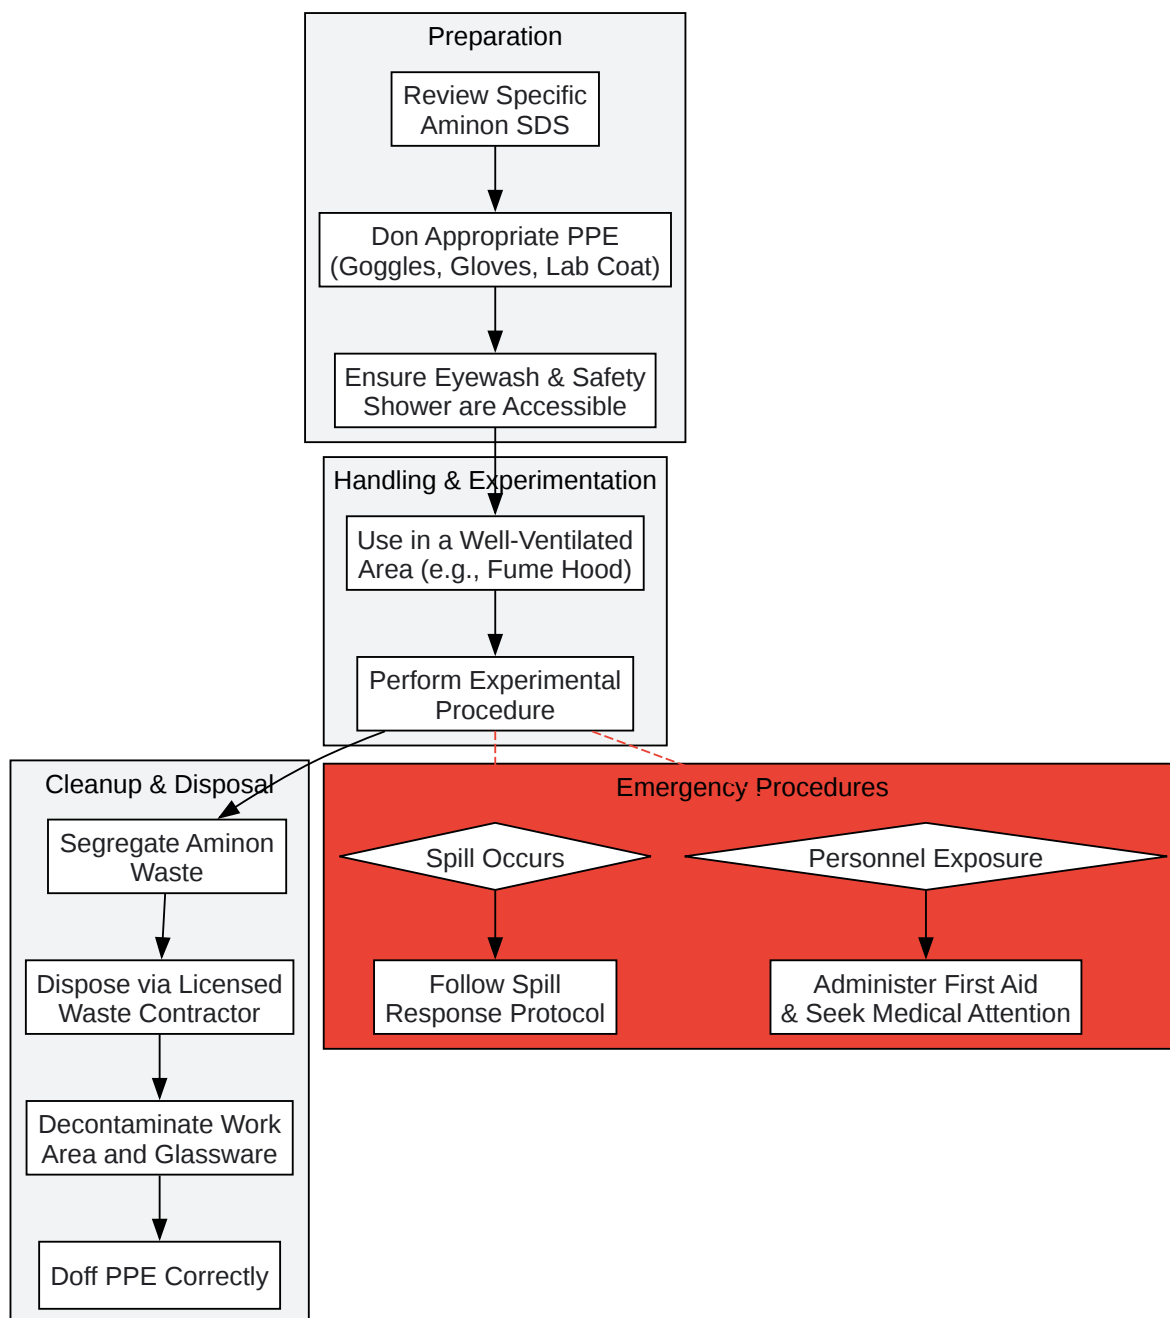 Preparation
Review Specific
Aminon SDS
Don Appropriate PPE
(Goggles, Gloves, Lab Coat)
Ensure Eyewash & Safety
Shower are Accessible
Handling & Experimentation
Use in a Well-Ventilated
Area (e.g., Fume Hood)
Perform Experimental
Procedure
Cleanup & Disposal
Segregate Aminon
Waste
Dispose via Licensed
Waste Contractor
Decontaminate Work
Area and Glassware
Doff PPE Correctly
Emergency Procedures
Spill Occurs
Follow Spill
Response Protocol
Personnel Exposure
Administer First Aid
& Seek Medical Attention